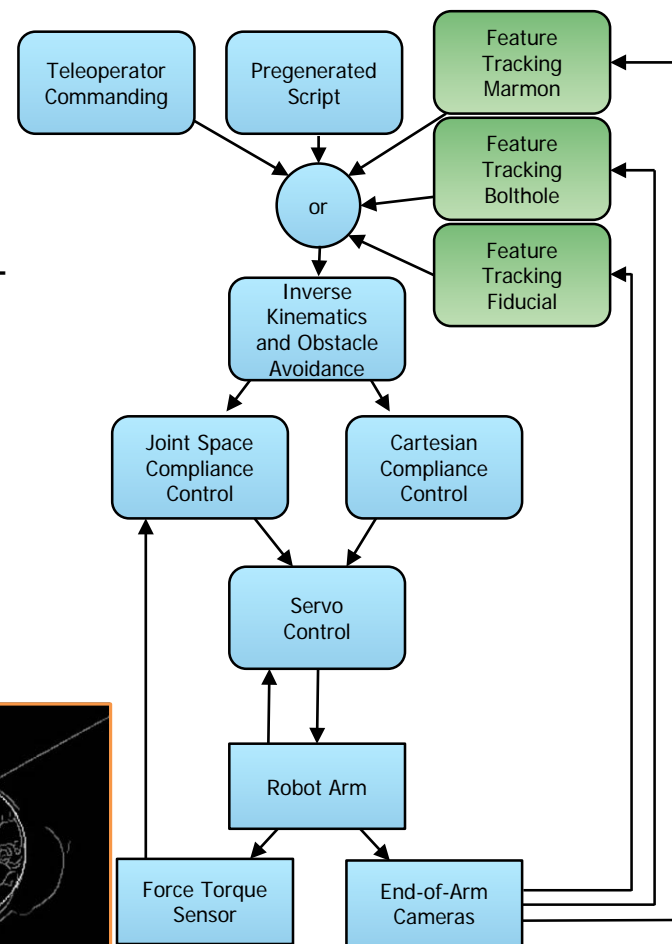 Teleoperator
Commanding
Pregenerated
Script
Feature
Tracking
Marmon
Feature
Tracking
Bolthole
Feature
Tracking
Fiducial
or
Inverse
Kinematics
and Obstacle
Avoidance
Joint Space
Compliance
Control
Cartesian
Compliance
Control
Servo
Control
Robot Arm
Force Torque
Sensor
End-of-Arm
Cameras